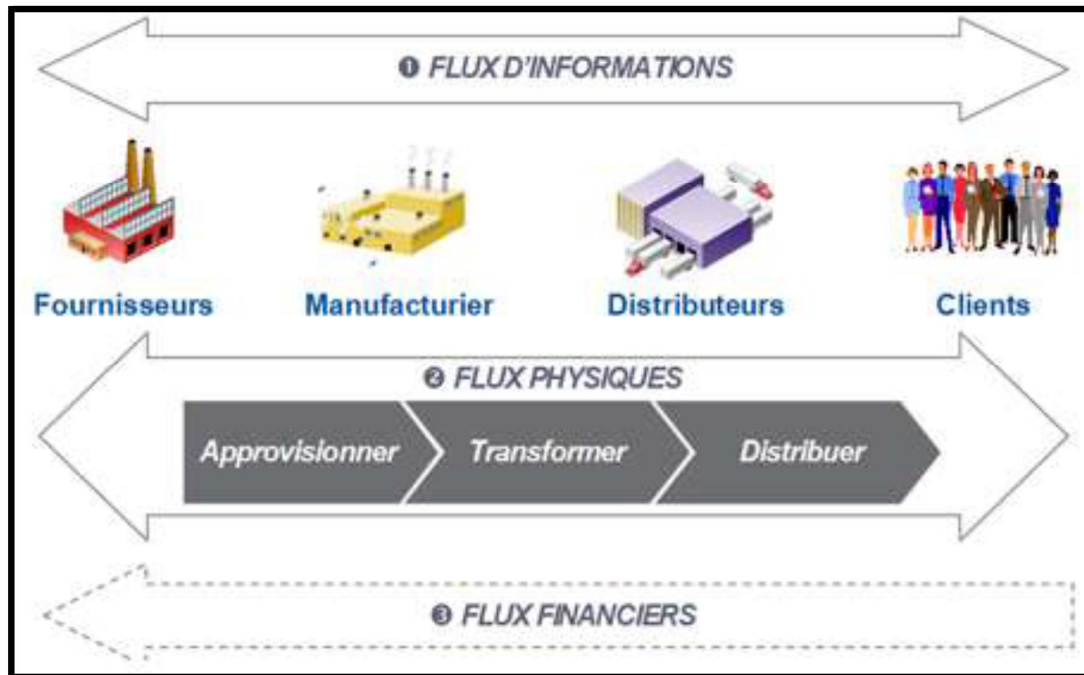 ❶ FLUX D'INFORMATIONS
Fournisseurs Manufacturier Distributeurs Clients
❷ FLUX PHYSIQUES
Approvisionner Transformer Distribuer
❸ FLUX FINANCIERS